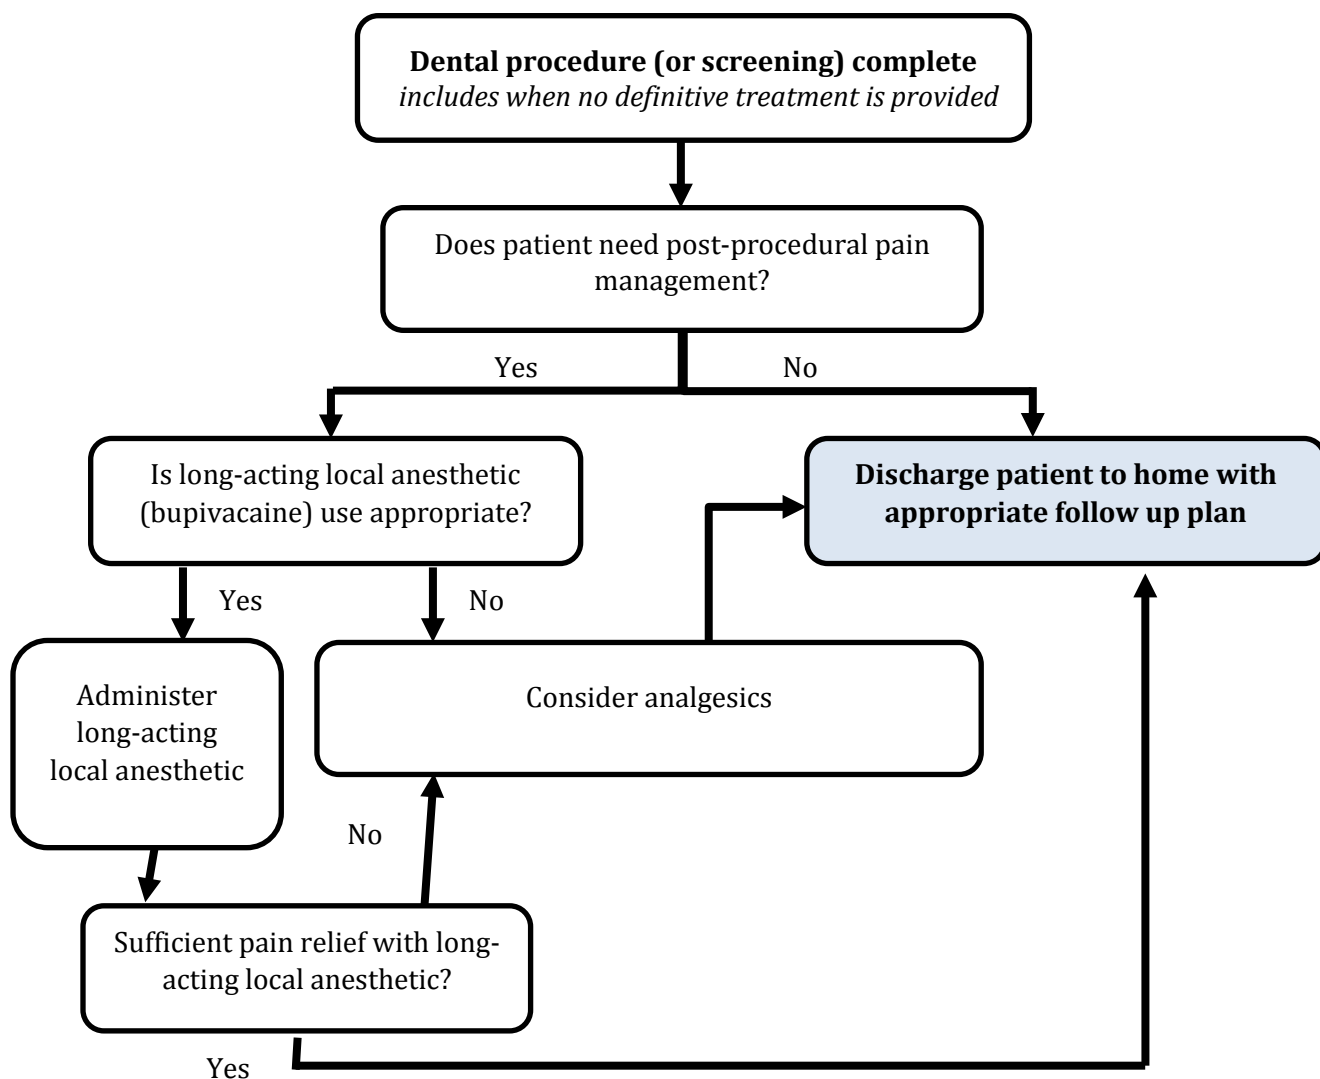 Dental procedure (or screening) complete
includes when no definitive treatment is provided
Does patient need post-procedural pain
management?
Yes
No
Is long-acting local anesthetic
(bupivacaine) use appropriate?
Discharge patient to home with
appropriate follow up plan
Yes
No
Administer
long-acting
local anesthetic
Consider analgesics
No
Sufficient pain relief with long-
acting local anesthetic?
Yes